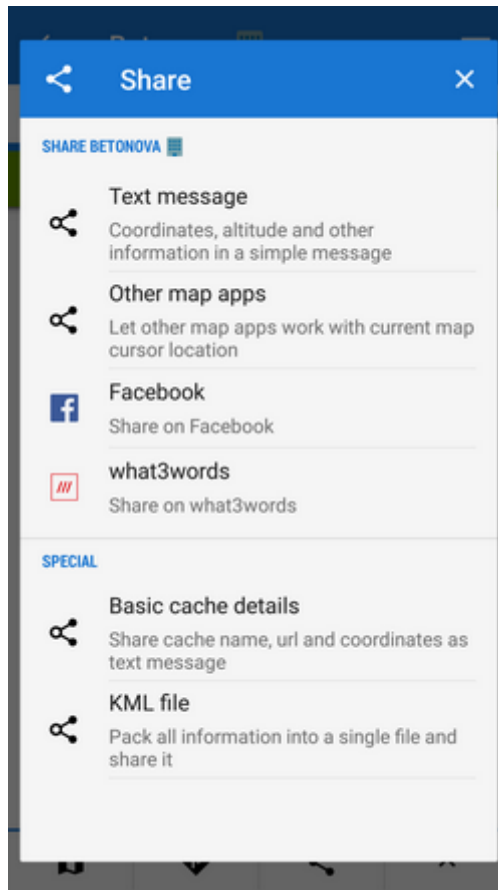 Share
SHARE BETONOVA
Text message
Coordinates, altitude and other
information in a simple message
Other map apps
Let other map apps work with current map
cursor location
Facebook
Share on Facebook
what3words
Share on what3words
SPECIAL
Basic cache details
Share cache name, url and coordinates as
text message
KML file
Pack all information into a single file and
share it